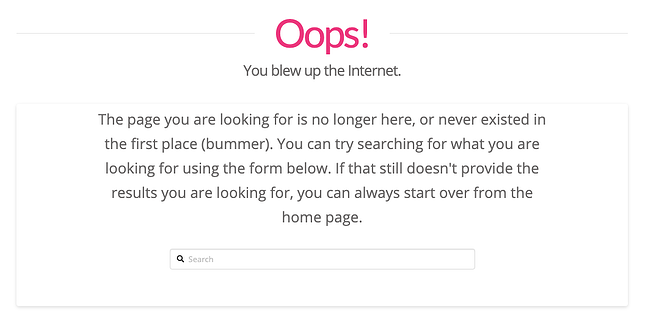 Oops!
You blew up the Internet.
The page you are looking for is no longer here, or never existed in
the first place (bummer). You can try searching for what you are
looking for using the form below. If that still doesn't provide the
results you are looking for, you can always start over from the
home page.
Search